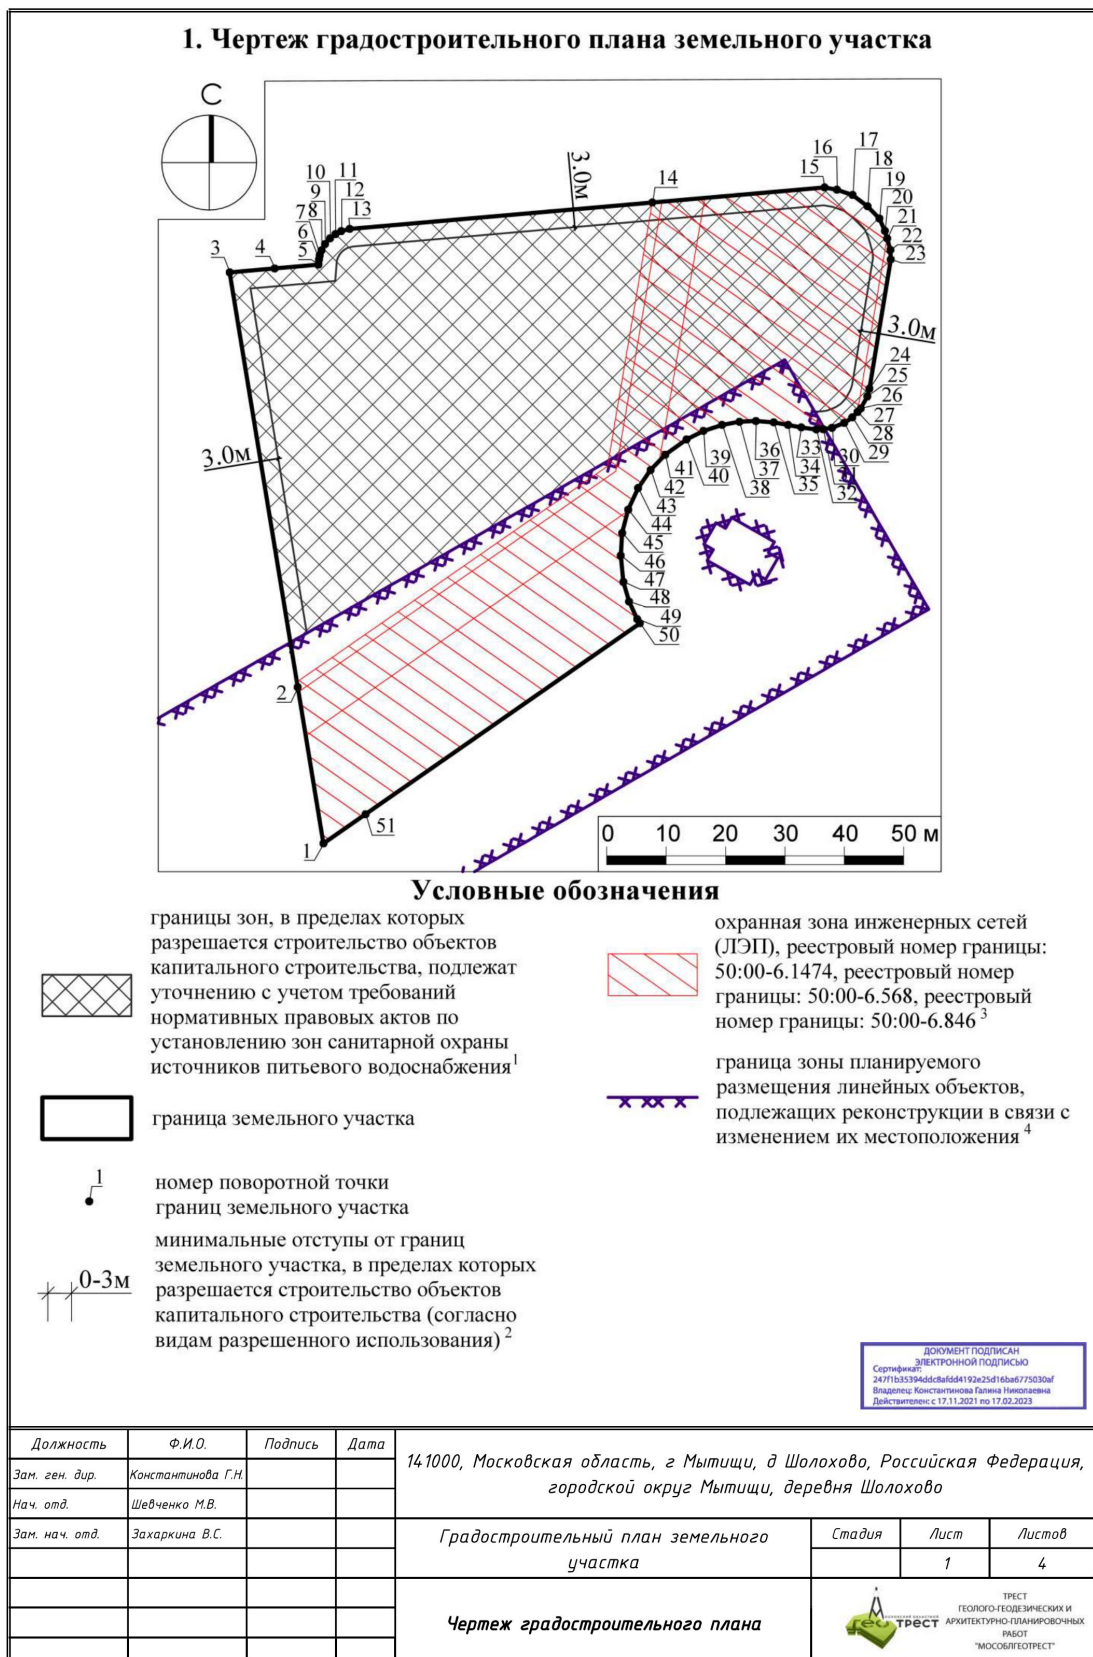 1. Чертеж градостроительного плана земельного участка
С
3.0м
3.0м
3.0м
1
2
3
4
5
6
7
8
9
10
11
12
13
14
15
16
17
18
19
20
21
22
23
24
25
26
27
28
29
30
31
32
33
34
35
36
37
38
39
40
41
42
43
44
45
46
47
48
49
50
51
0 10 20 30 40 50 м
Условные обозначения
границы зон, в пределах которых
разрешается строительство объектов
капитального строительства, подлежат
уточнению с учетом требований
нормативных правовых актов по
установлению зон санитарной охраны
источников питьевого водоснабжения 1
граница земельного участка
1
номер поворотной точки
границ земельного участка
0-3м
минимальные отступы от границ
земельного участка, в пределах которых
разрешается строительство объектов
капитального строительства (согласно
видам разрешенного использования) 2
охранная зона инженерных сетей
(ЛЭП), реестровый номер границы:
50:00-6.1474, реестровый номер
границы: 50:00-6.568, реестровый
номер границы: 50:00-6.846 3
граница зоны планируемого
размещения линейных объектов,
подлежащих реконструкции в связи с
изменением их местоположения 4
ДОКУМЕНТ ПОДПИСАН
ЭЛЕКТРОННОЙ ПОДПИСЬЮ
Сертификат:
247f1b35394ddc8afdd4192e25d16ba6775030af
Владелец: Константинова Галина Николаевна
Действителен: с 17.11.2021 по 17.02.2023
Должность Ф.И.О. Подпись Дата
Зам. ген. дир. Константинова Г.Н.
Нач. отд. Шевченко М.В.
Зам. нач. отд. Захаркина В.С.
141000, Московская область, г Мытищи, д Шолохово, Российская Федерация,
городской округ Мытищи, деревня Шолохово
Градостроительный план земельного
участка
Стадия Лист Листов
1 4
Чертеж градостроительного плана
ГЕОТРЕСТ
ТРЕСТ
ГЕОЛОГО-ГЕОДЕЗИЧЕСКИХ И
АРХИТЕКТУРНО-ПЛАНИРОВОЧНЫХ
РАБОТ
"МОСОБЛГЕОТРЕСТ"